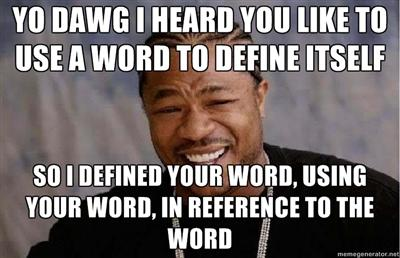 YO DAWG I HEARD YOU LIKE TO
USE A WORD TO DEFINE ITSELF
SO I DEFINED YOUR WORD, USING
YOUR WORD, IN REFERENCE TO THE
WORD
memegenerator.net